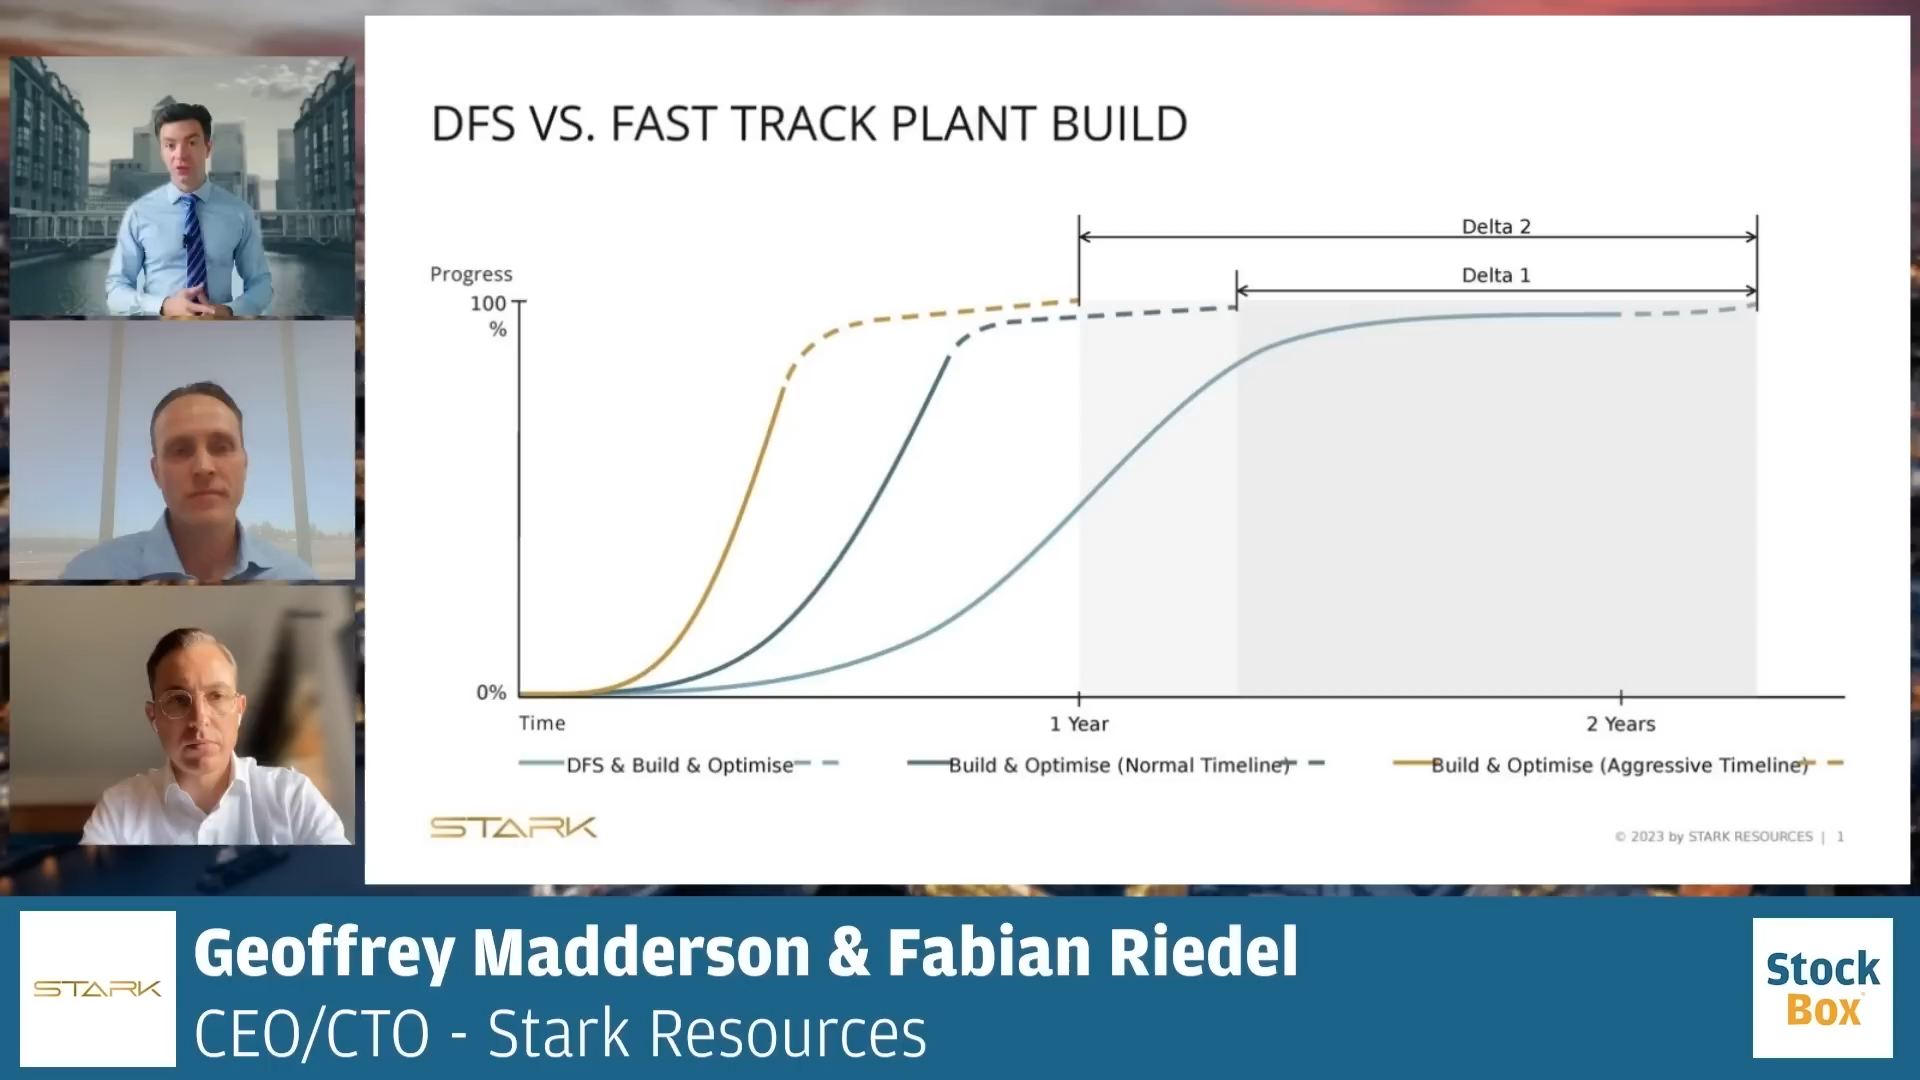 DFS VS. FAST TRACK PLANT BUILD
Delta 2
Delta 1
Progress
100
%
0%
Time
1 Year
2 Years
DFS & Build & Optimise
Build & Optimise (Normal Timeline)
Build & Optimise (Aggressive Timeline)
STARK
© 2023 by STARK RESOURCES | 1
STARK
Geoffrey Madderson & Fabian Riedel
CEO/CTO - Stark Resources
Stock
Box